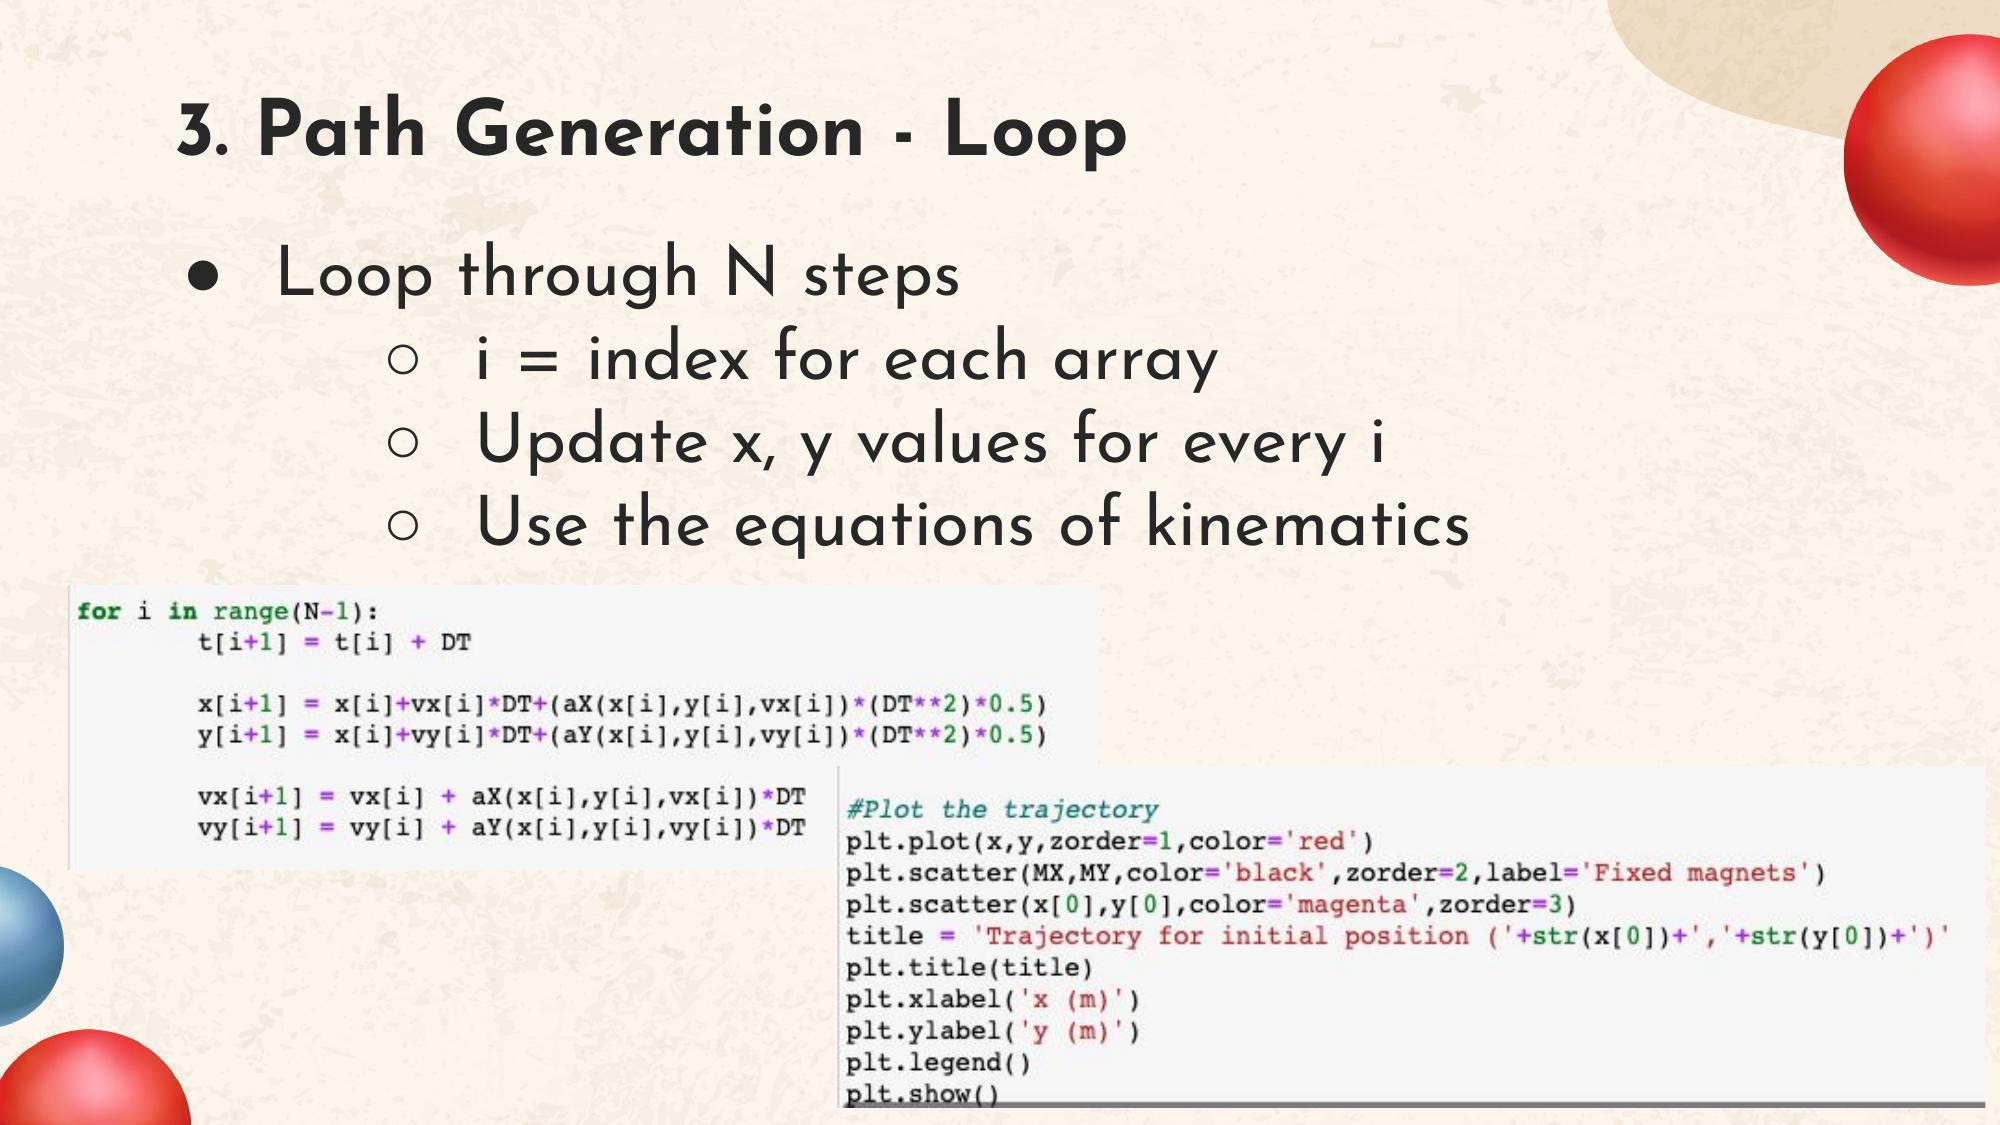 3. Path Generation - Loop
● Loop through N steps
○ i = index for each array
○ Update x, y values for every i
○ Use the equations of kinematics
for i in range(N-1):
t[i+1] = t[i] + DT
x[i+1] = x[i]+vx[i]*DT+(aX(x[i],y[i],vx[i])*(DT**2)*0.5)
y[i+1] = x[i]+vy[i]*DT+(aY(x[i],y[i],vy[i])*(DT**2)*0.5)
vx[i+1] = vx[i] + aX(x[i],y[i],vx[i])*DT
vy[i+1] = vy[i] + aY(x[i],y[i],vy[i])*DT
#Plot the trajectory
plt.plot(x,y,zorder=1,color='red')
plt.scatter(MX,MY,color='black',zorder=2,label='Fixed magnets')
plt.scatter(x[0],y[0],color='magenta',zorder=3)
title = 'Trajectory for initial position ('+str(x[0])+','+str(y[0])+')'
plt.title(title)
plt.xlabel('x (m)')
plt.ylabel('y (m)')
plt.legend()
plt.show()